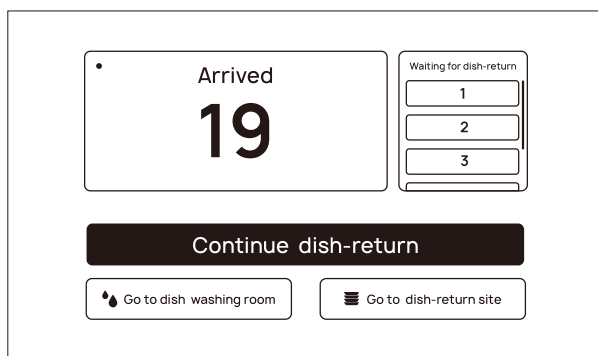 Arrived
19
Waiting for dish-return
1
2
3
Continue dish-return
Go to dish washing room
Go to dish-return site